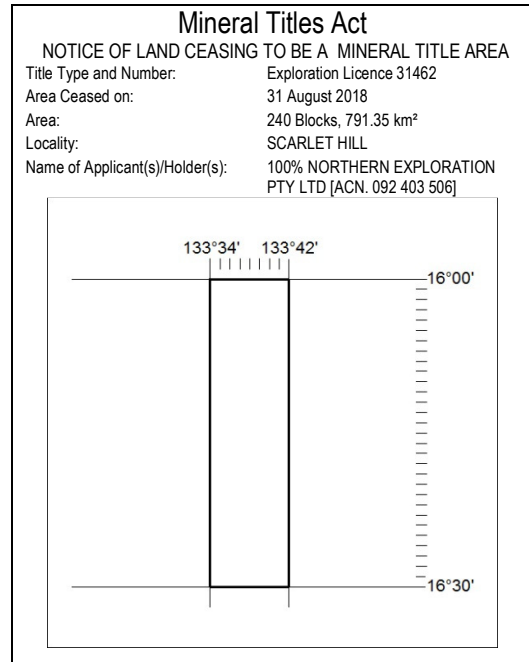 Mineral Titles Act
NOTICE OF LAND CEASING TO BE A MINERAL TITLE AREA
Title Type and Number: Exploration Licence 31462
Area Ceased on: 31 August 2018
Area: 240 Blocks, 791.35 km²
Locality: SCARLET HILL
Name of Applicant(s)/Holder(s): 100% NORTHERN EXPLORATION
PTY LTD [ACN. 092 403 506]
133°34' 133°42'
16°00'
16°30'